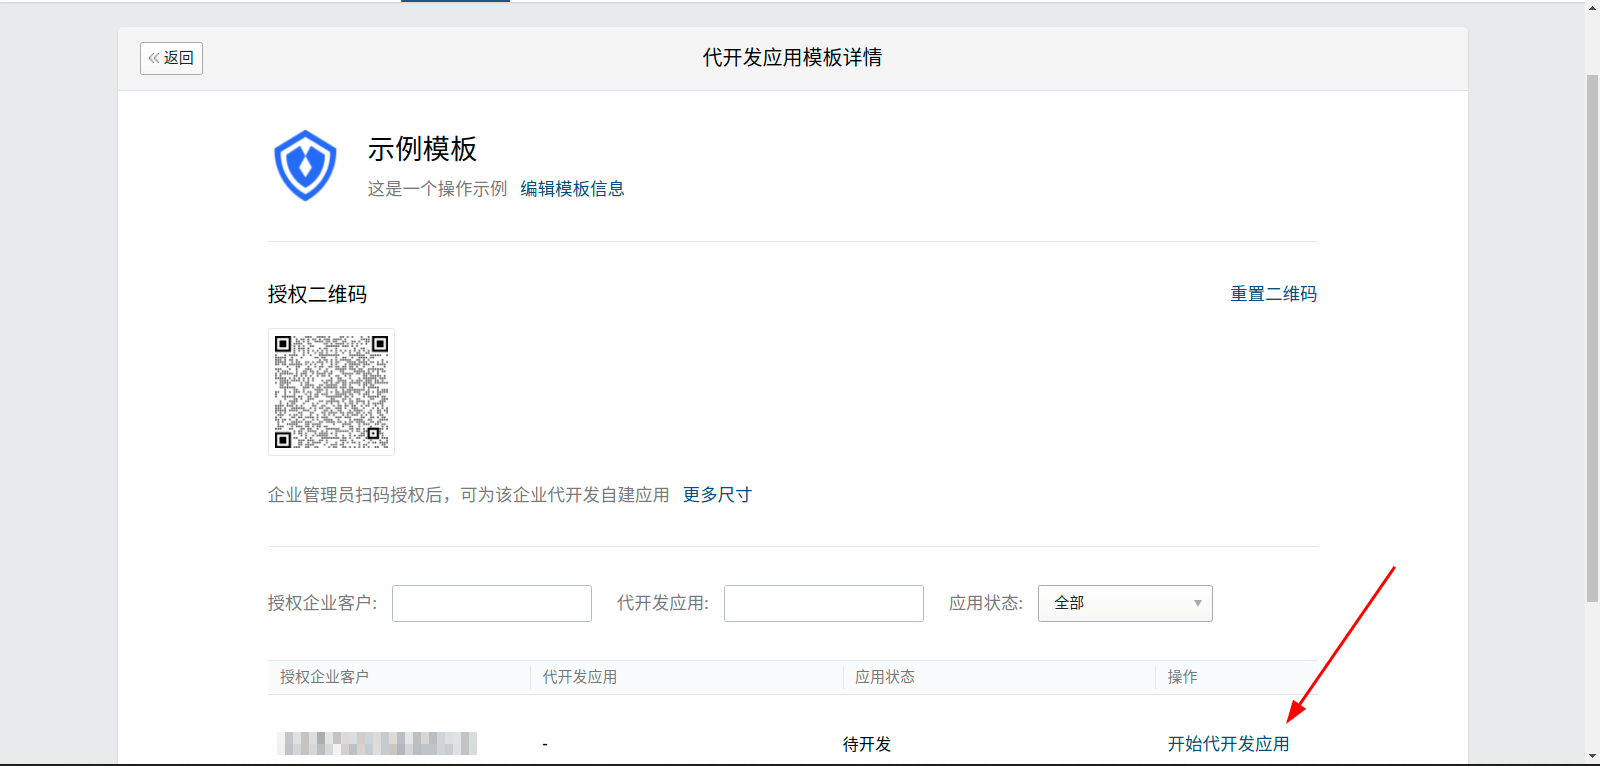 返回
代开发应用模板详情
示例模板
这是一个操作示例 编辑模板信息
授权二维码 重置二维码
企业管理员扫码授权后，可为该企业代开发自建应用 更多尺寸
授权企业客户: 代开发应用: 应用状态: 全部
授权企业客户 代开发应用 应用状态 操作
- 待开发 开始代开发应用